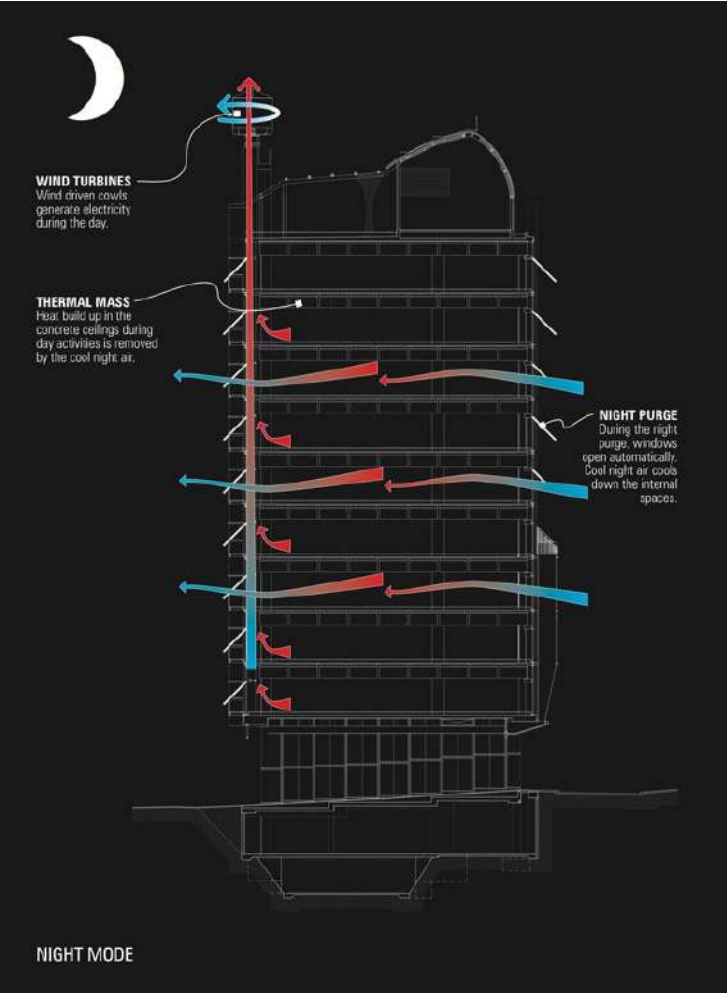 WIND TURBINES
Wind driven cowls
generate electricity
during the day.
THERMAL MASS
Heat build up in the
concrete ceilings during
day activities is removed
by the cool night air.
NIGHT PURGE
During the night
purge, windows
open automatically.
Cool night air cools
down the internal
spaces.
NIGHT MODE